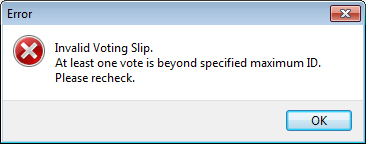 Error
Invalid Voting Slip.
At least one vote is beyond specified maximum ID.
Please recheck.
OK